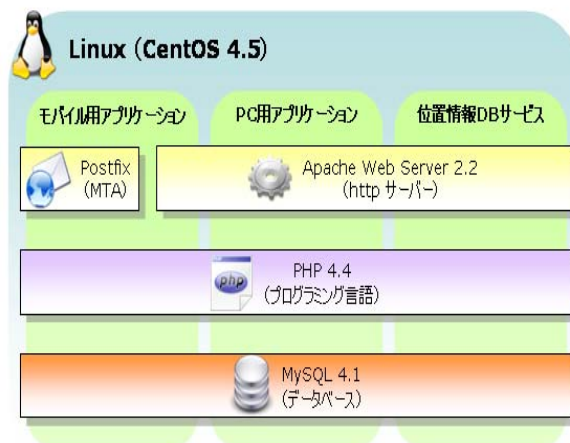 Linux (CentOS 4.5)
モバイル用アプリケーション
PC用アプリケーション
位置情報DBサービス
Postfix
(MTA)
Apache Web Server 2.2
(http サーバー)
php
PHP 4.4
(プログラミング言語)
MySQL 4.1
(データベース)